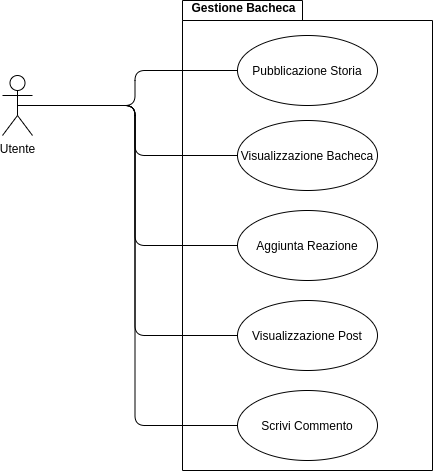 Gestione Bacheca
Pubblicazione Storia
Utente
Visualizzazione Bacheca
Aggiunta Reazione
Visualizzazione Post
Scrivi Commento